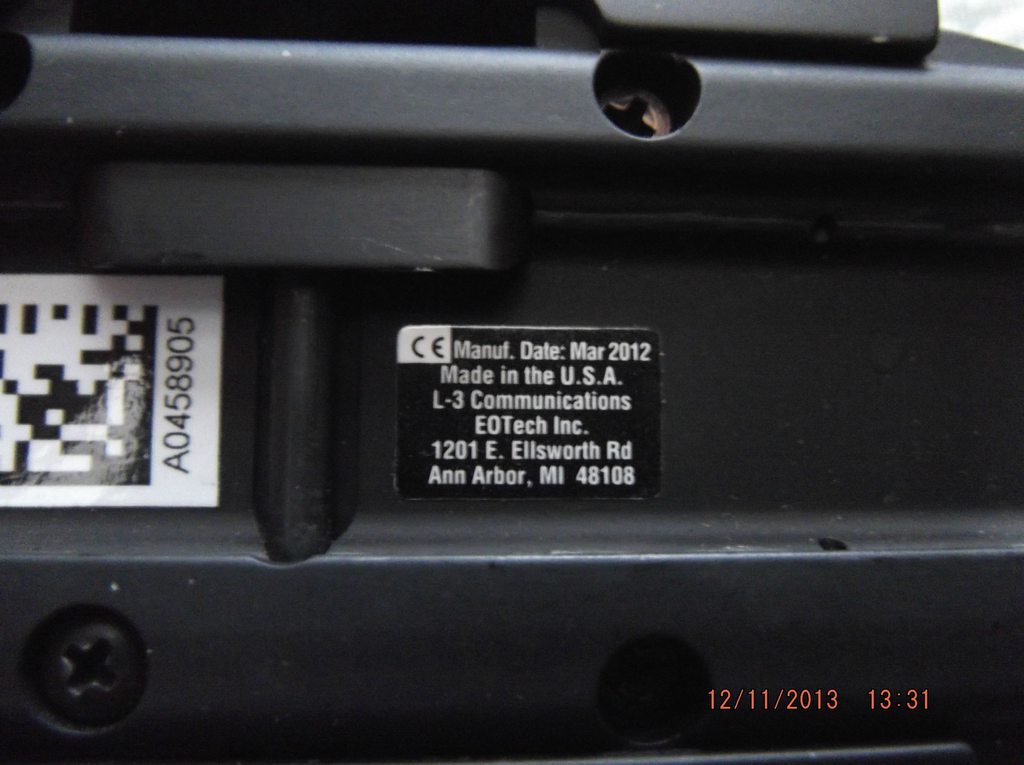 A0458905
CE Manuf. Date: Mar 2012
Made in the U.S.A.
L-3 Communications
EOTech Inc.
1201 E. Ellsworth Rd
Ann Arbor, MI 48108
12/11/2013 13:31